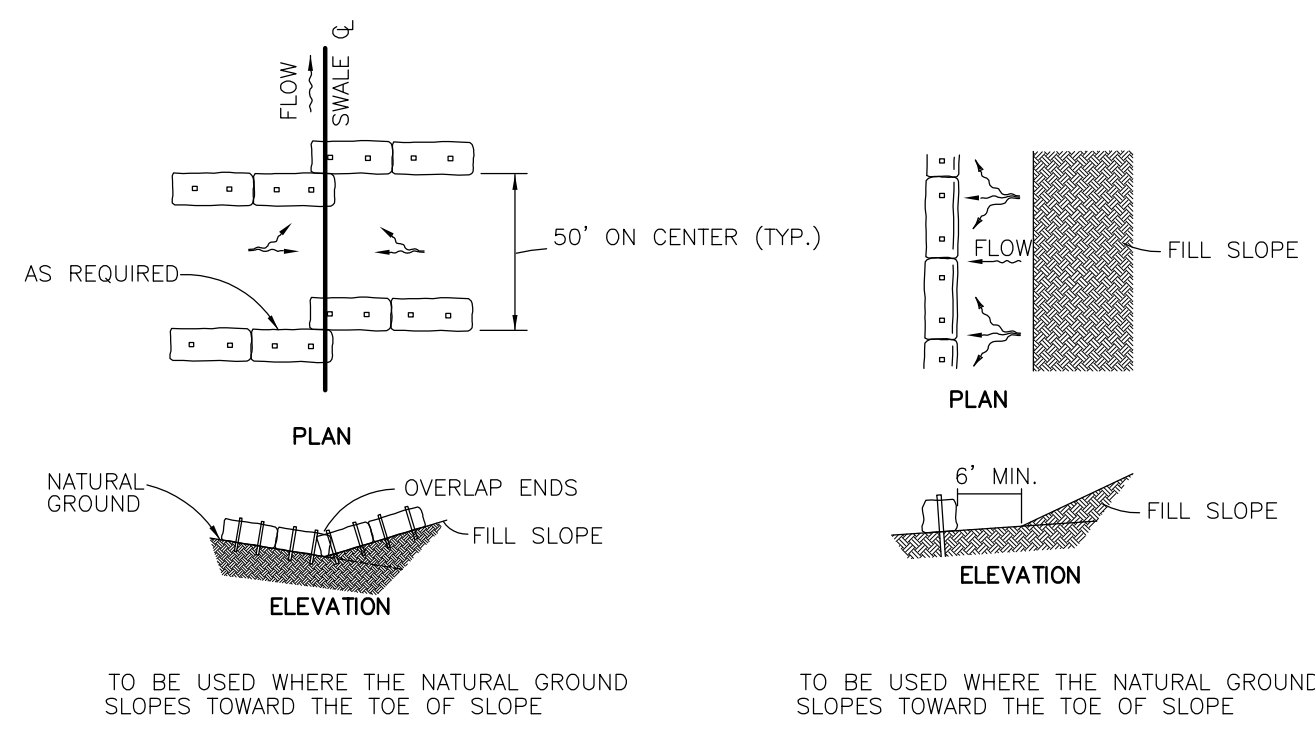 FLOW
SWALE ℄
50' ON CENTER (TYP.)
AS REQUIRED
PLAN
NATURAL
GROUND
OVERLAP ENDS
FILL SLOPE
ELEVATION
TO BE USED WHERE THE NATURAL GROUND
SLOPES TOWARD THE TOE OF SLOPE
FLOW
FILL SLOPE
PLAN
6' MIN.
FILL SLOPE
ELEVATION
TO BE USED WHERE THE NATURAL GROUND
SLOPES TOWARD THE TOE OF SLOPE